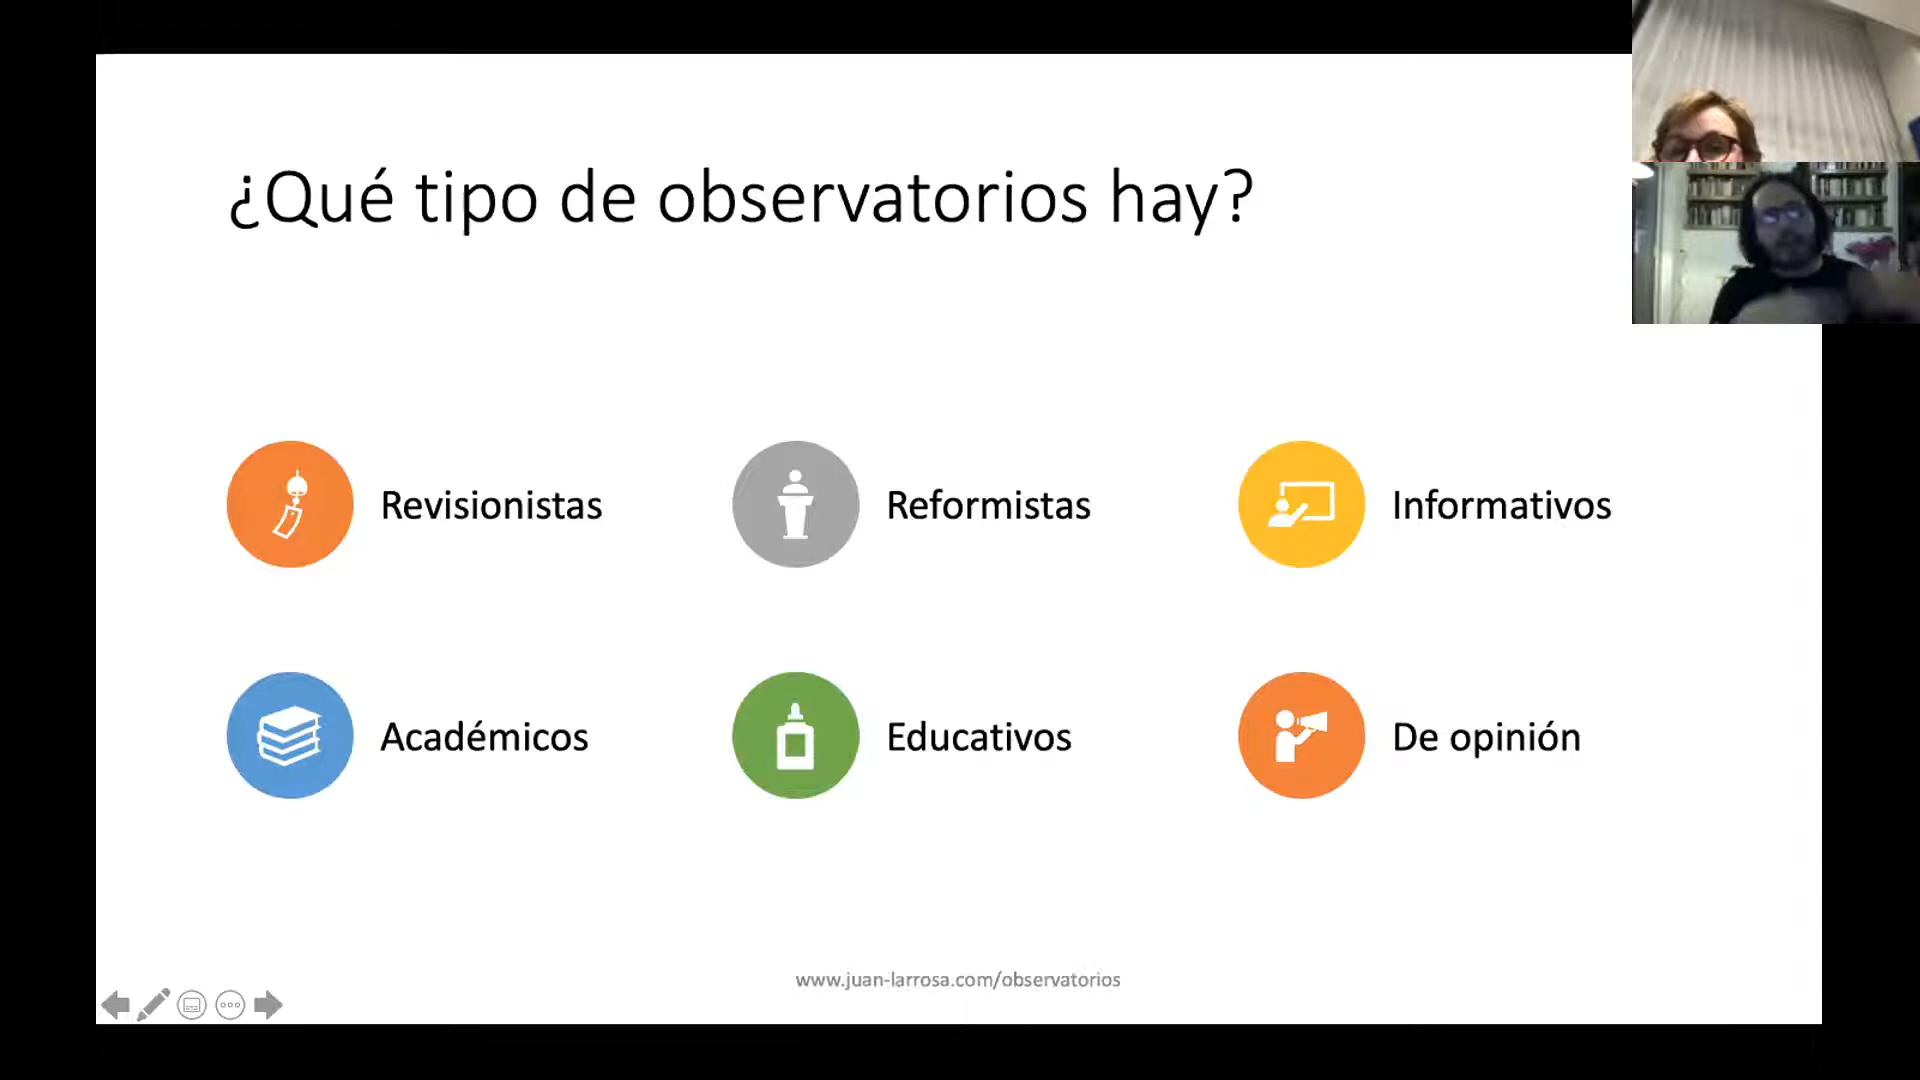 ¿Qué tipo de observatorios hay?
Revisionistas
Reformistas
Informativos
Académicos
Educativos
De opinión
www.juan-larrosa.com/observatorios